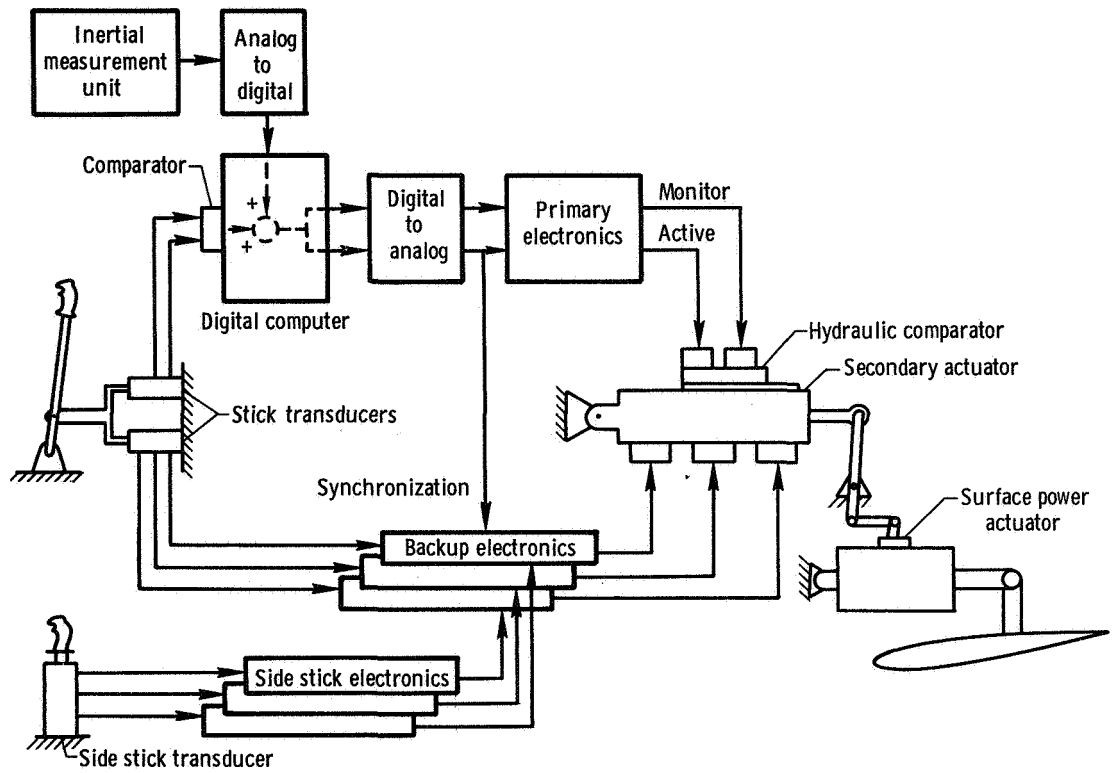 Inertial
measurement
unit
Analog
to
digital
Comparator
+
+
Digital computer
Digital
to
analog
Primary
electronics
Monitor
Active
Hydraulic comparator
Secondary actuator
Stick transducers
Synchronization
Surface power
actuator
Backup electronics
Side stick electronics
Side stick transducer